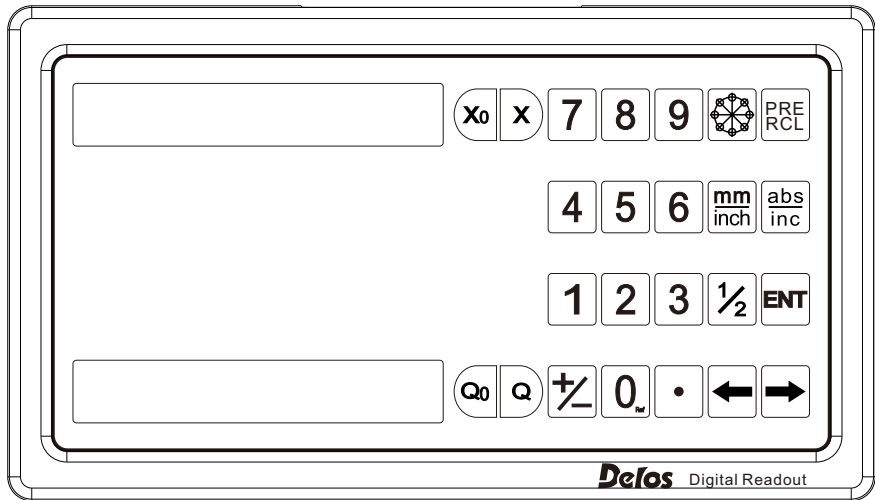 X0 X 7 8 9 PRE
RCL
4 5 6 mm abs
inch inc
1 2 3 1/2 ENT
Q0 Q +/− 0 Ref •
Delos Digital Readout